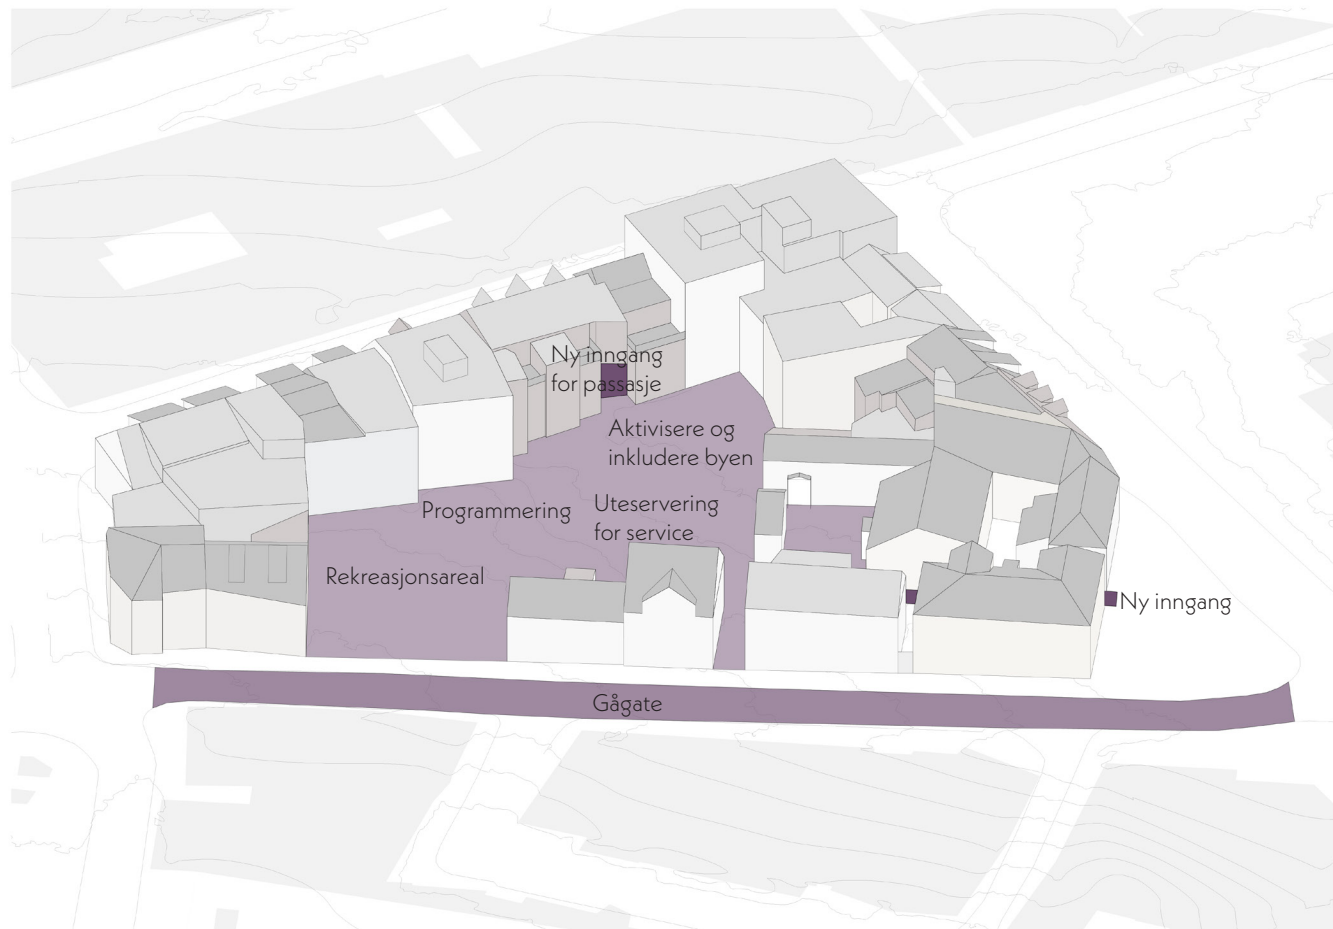 Ny inngang
for passasje
Aktivisere og
inkludere byen
Programmering
Uteservering
for service
Rekreasjonsareal
Ny inngang
Gågate